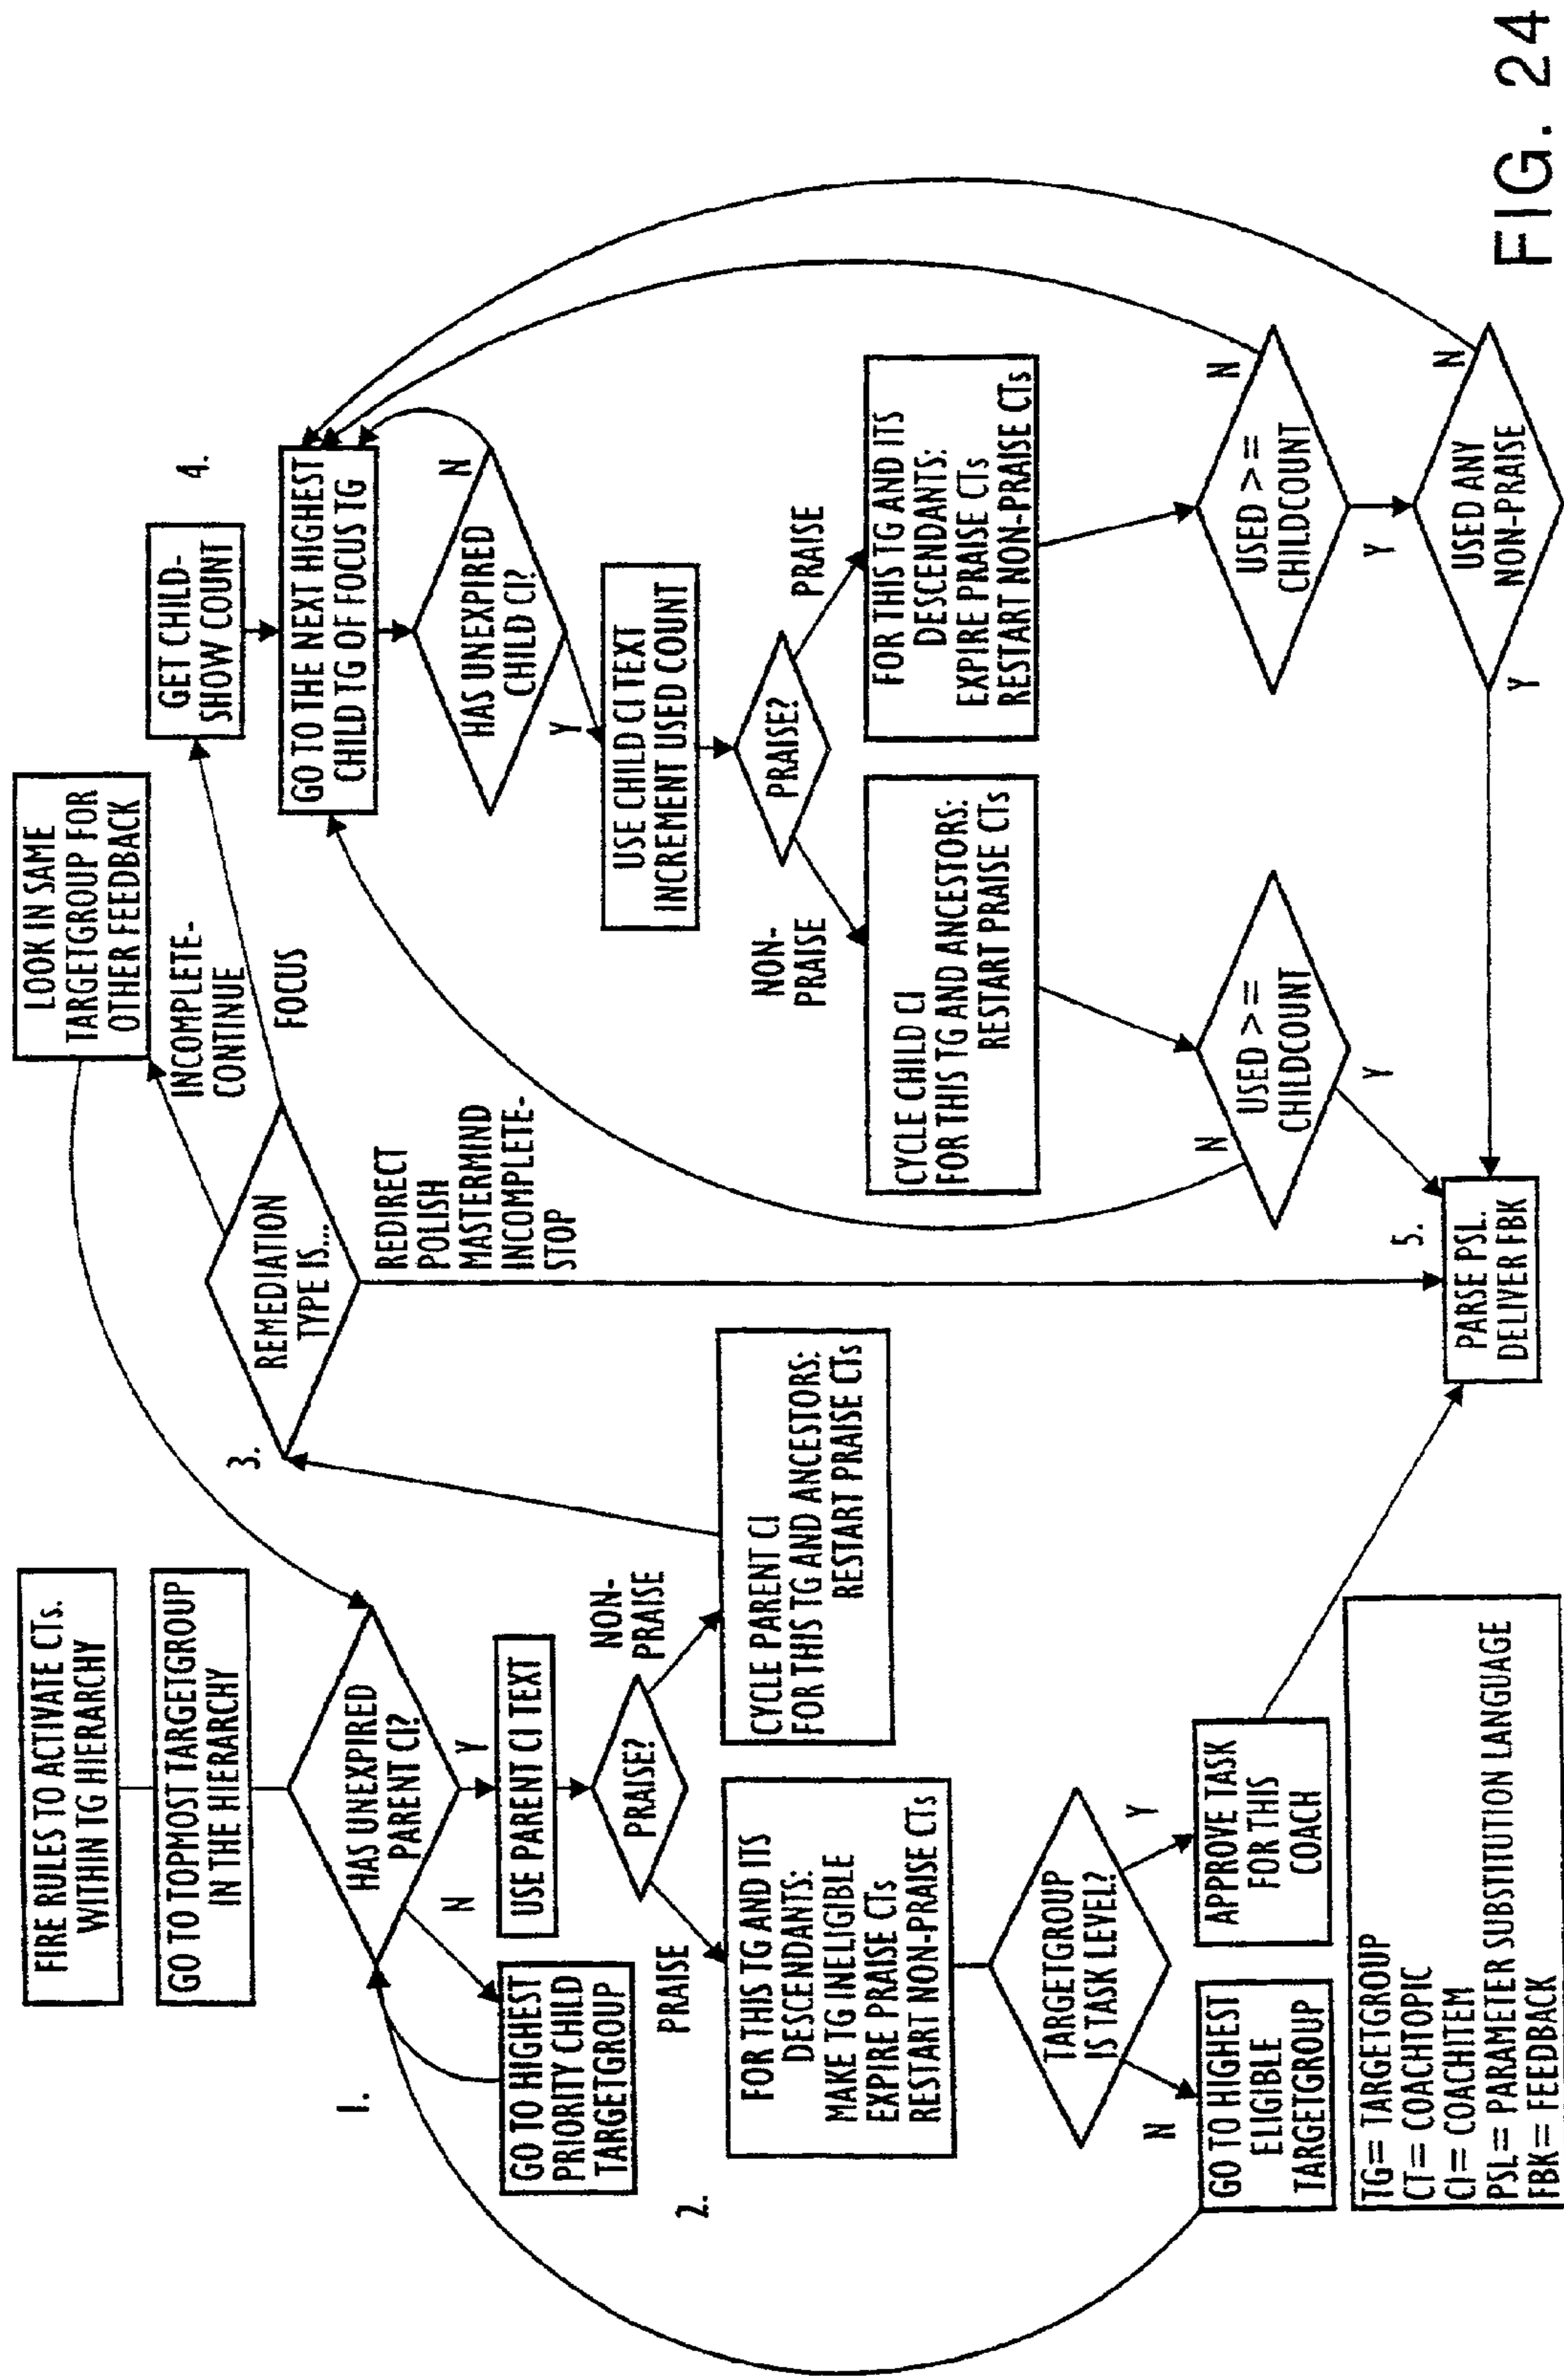 FIRE RULES TO ACTIVATE CTs.
WITHIN TG HIERARCHY
GO TO TOPMOST TARGETGROUP
IN THE HIERARCHY
1.
HAS UNEXPIRED
PARENT CI?
N
Y
GO TO HIGHEST
PRIORITY CHILD
TARGETGROUP
USE PARENT CI TEXT
2.
PRAISE?
PRAISE
NON-
PRAISE
FOR THIS TG AND ITS
DESCENDANTS:
MAKE TG INELIGIBLE
EXPIRE PRAISE CTs
RESTART NON-PRAISE CTs
CYCLE PARENT CI
FOR THIS TG AND ANCESTORS:
RESTART PRAISE CTs
TARGETGROUP
IS TASK LEVEL?
N
Y
GO TO HIGHEST
ELIGIBLE
TARGETGROUP
APPROVE TASK
FOR THIS
COACH
TG= TARGETGROUP
CT= COACHTOPIC
CI= COACHITEM
PSL= PARAMETER SUBSTITUTION LANGUAGE
FBK= FEEDBACK
3.
REMEDIATION
TYPE IS...
LOOK IN SAME
TARGETGROUP FOR
OTHER FEEDBACK
INCOMPLETE-
CONTINUE
FOCUS
REDIRECT
POLISH
MASTERMIND
INCOMPLETE-
STOP
4.
GET CHILD-
SHOW COUNT
GO TO THE NEXT HIGHEST
CHILD TG OF FOCUS TG
HAS UNEXPIRED
CHILD CI?
N
Y
USE CHILD CI TEXT
INCREMENT USED COUNT
PRAISE?
NON-
PRAISE
PRAISE
CYCLE CHILD CI
FOR THIS TG AND ANCESTORS:
RESTART PRAISE CTs
FOR THIS TG AND ITS
DESCENDANTS:
EXPIRE PRAISE CTs
RESTART NON-PRAISE CTs
N
USED >=
CHILDCOUNT
Y
USED >=
CHILDCOUNT
N
Y
USED ANY
NON-PRAISE
N
Y
5.
PARSE PSL.
DELIVER FBK
FIG. 24